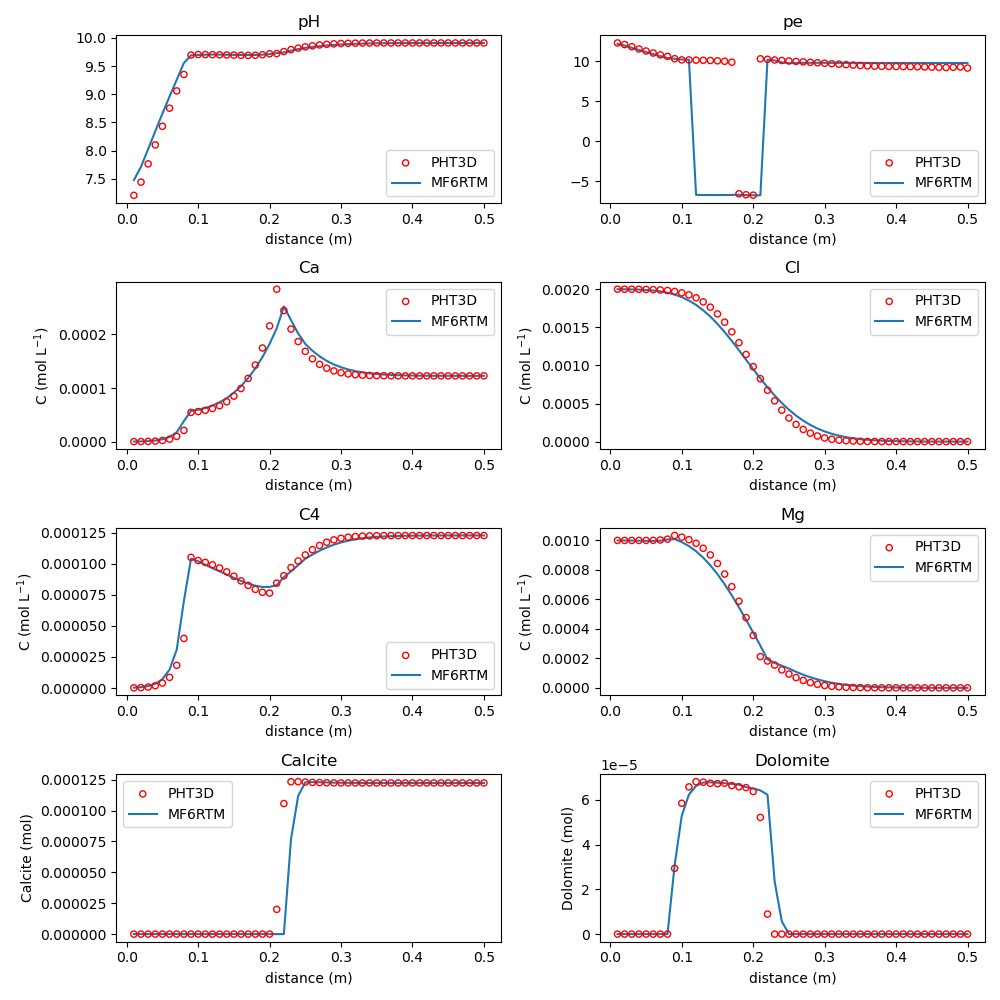 pH
10.0
9.5
9.0
8.5
8.0
7.5
PHT3D
MF6RTM
0.0 0.1 0.2 0.3 0.4 0.5
distance (m)
pe
10
5
0
−5
PHT3D
MF6RTM
0.0 0.1 0.2 0.3 0.4 0.5
distance (m)
Ca
C (mol L⁻¹)
0.0002
0.0001
0.0000
PHT3D
MF6RTM
0.0 0.1 0.2 0.3 0.4 0.5
distance (m)
Cl
C (mol L⁻¹)
0.0020
0.0015
0.0010
0.0005
0.0000
PHT3D
MF6RTM
0.0 0.1 0.2 0.3 0.4 0.5
distance (m)
C4
C (mol L⁻¹)
0.000125
0.000100
0.000075
0.000050
0.000025
0.000000
PHT3D
MF6RTM
0.0 0.1 0.2 0.3 0.4 0.5
distance (m)
Mg
C (mol L⁻¹)
0.0010
0.0008
0.0006
0.0004
0.0002
0.0000
PHT3D
MF6RTM
0.0 0.1 0.2 0.3 0.4 0.5
distance (m)
Calcite
Calcite (mol)
0.000125
0.000100
0.000075
0.000050
0.000025
0.000000
PHT3D
MF6RTM
0.0 0.1 0.2 0.3 0.4 0.5
distance (m)
Dolomite
1e−5
Dolomite (mol)
6
4
2
0
PHT3D
MF6RTM
0.0 0.1 0.2 0.3 0.4 0.5
distance (m)